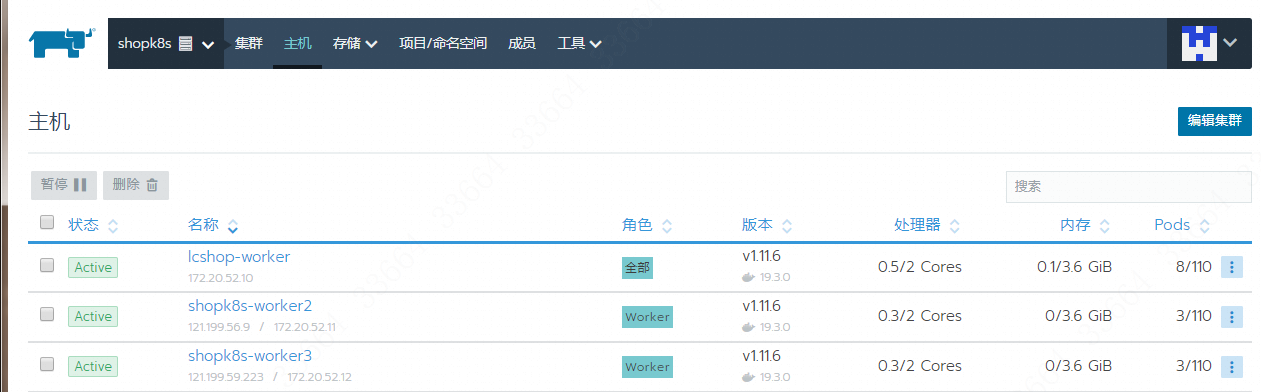 shopk8s 集群 主机 存储 项目/命名空间 成员 工具
主机 编辑集群
暂停 删除 搜索
状态 名称 角色 版本 处理器 内存 Pods
Active lcshop-worker 全部 v1.11.6 0.5/2 Cores 0.1/3.6 GiB 8/110
172.20.52.10 19.3.0
Active shopk8s-worker2 Worker v1.11.6 0.3/2 Cores 0/3.6 GiB 3/110
121.199.56.9 / 172.20.52.11 19.3.0
Active shopk8s-worker3 Worker v1.11.6 0.3/2 Cores 0/3.6 GiB 3/110
121.199.59.223 / 172.20.52.12 19.3.0